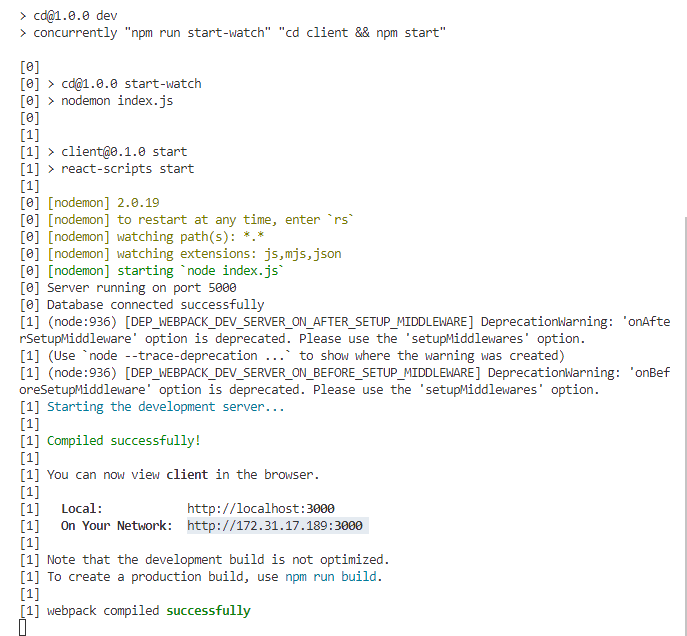 > cd@1.0.0 dev
> concurrently "npm run start-watch" "cd client && npm start"
[0]
[0] > cd@1.0.0 start-watch
[0] > nodemon index.js
[0]
[1]
[1] > client@0.1.0 start
[1] > react-scripts start
[1]
[0] [nodemon] 2.0.19
[0] [nodemon] to restart at any time, enter `rs`
[0] [nodemon] watching path(s): *.*
[0] [nodemon] watching extensions: js,mjs,json
[0] [nodemon] starting `node index.js`
[0] Server running on port 5000
[0] Database connected successfully
[1] (node:936) [DEP_WEBPACK_DEV_SERVER_ON_AFTER_SETUP_MIDDLEWARE] DeprecationWarning: 'onAfte
rSetupMiddleware' option is deprecated. Please use the 'setupMiddlewares' option.
[1] (Use `node --trace-deprecation ...` to show where the warning was created)
[1] (node:936) [DEP_WEBPACK_DEV_SERVER_ON_BEFORE_SETUP_MIDDLEWARE] DeprecationWarning: 'onBef
oreSetupMiddleware' option is deprecated. Please use the 'setupMiddlewares' option.
[1] Starting the development server...
[1]
[1] Compiled successfully!
[1]
[1] You can now view client in the browser.
[1]
[1]   Local:            http://localhost:3000
[1]   On Your Network:  http://172.31.17.189:3000
[1]
[1] Note that the development build is not optimized.
[1] To create a production build, use npm run build.
[1]
[1] webpack compiled successfully